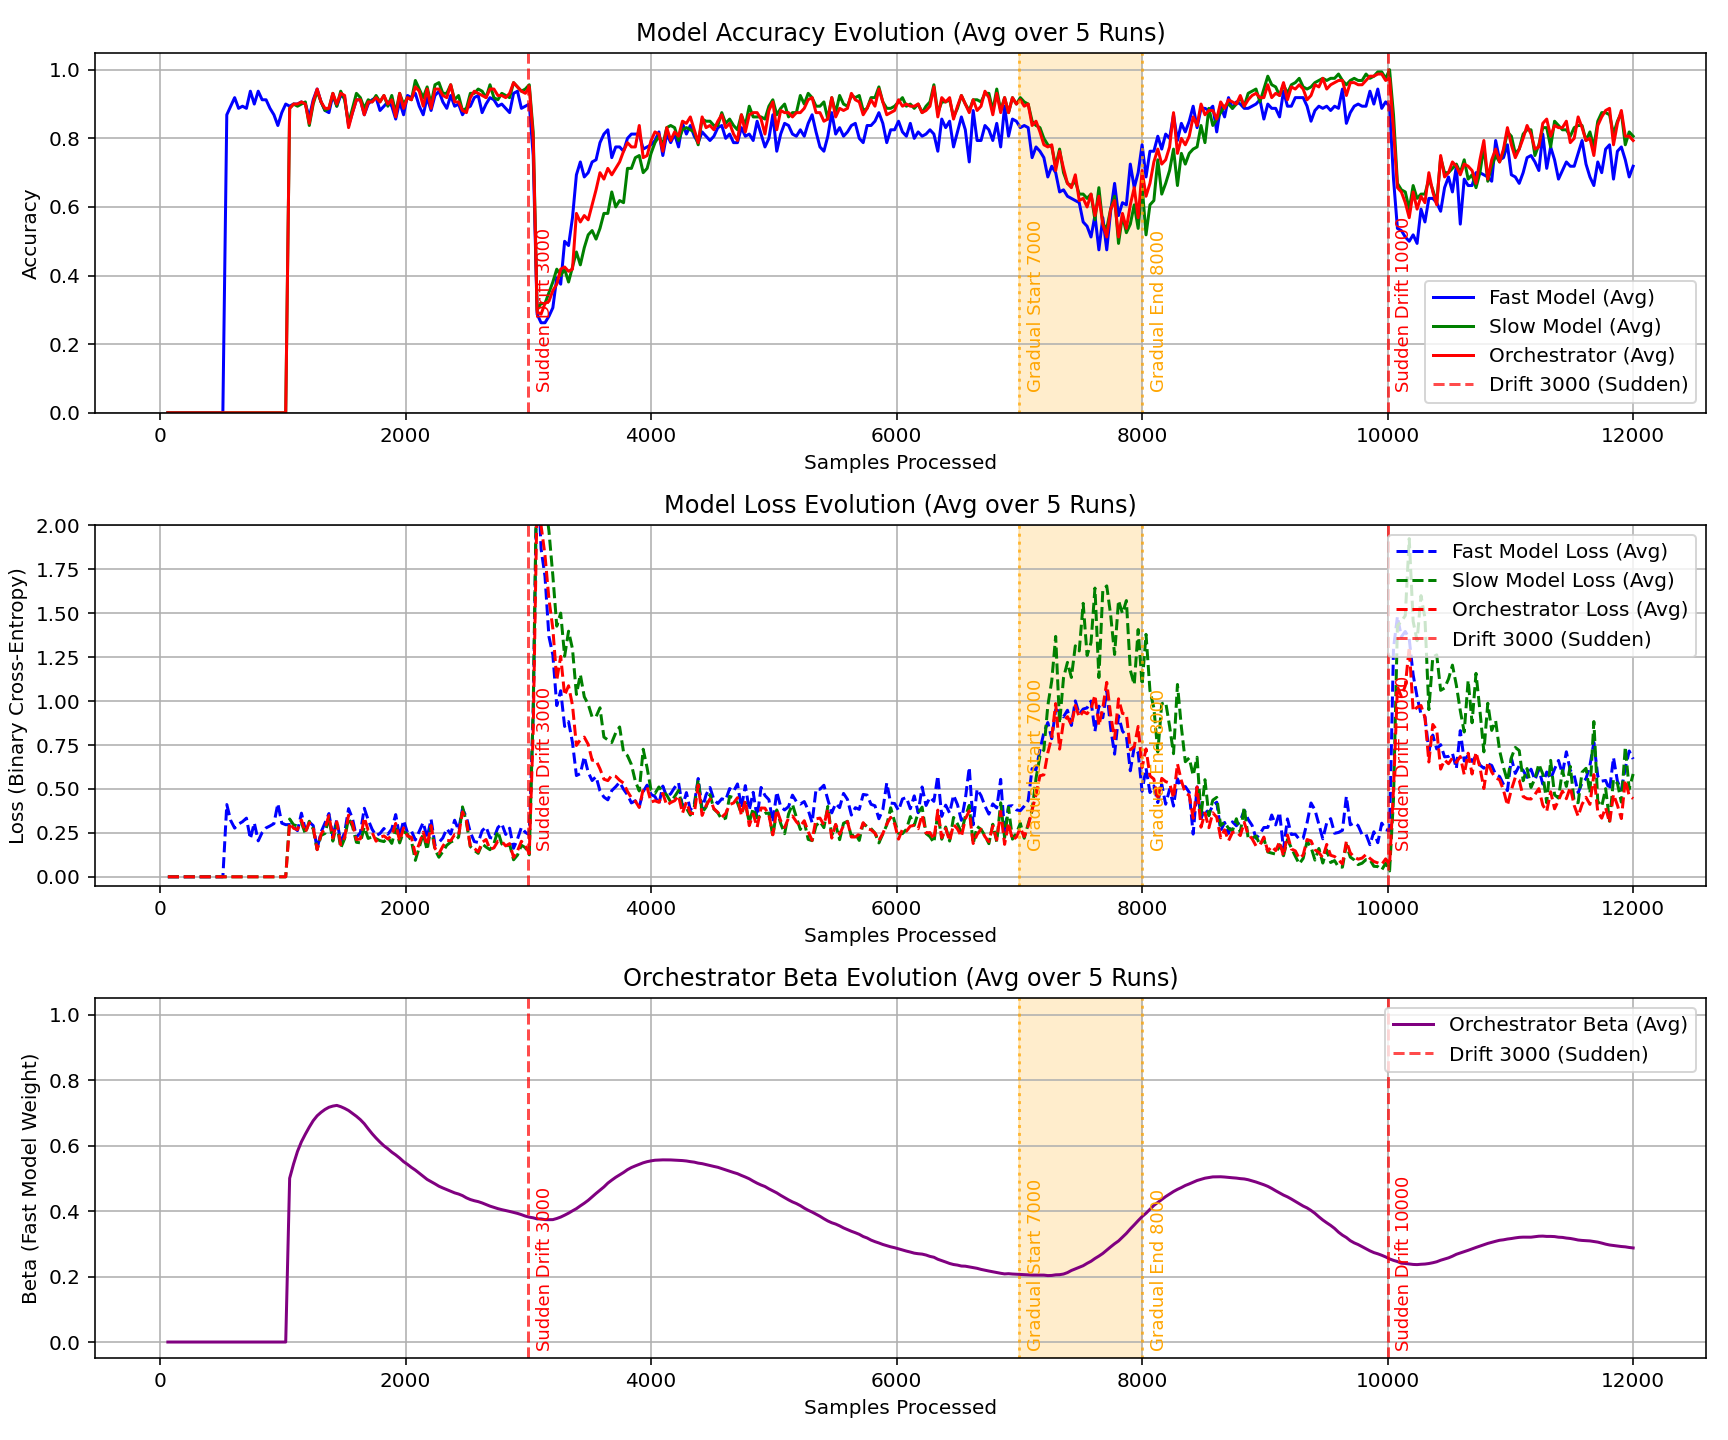 Model Accuracy Evolution (Avg over 5 Runs)
Accuracy
1.0
0.8
0.6
0.4
0.2
0.0
Sudden Drift 3000
Gradual Start 7000
Gradual End 8000
Sudden Drift 10000
Fast Model (Avg)
Slow Model (Avg)
Orchestrator (Avg)
Drift 3000 (Sudden)
0 2000 4000 6000 8000 10000 12000
Samples Processed
Model Loss Evolution (Avg over 5 Runs)
Loss (Binary Cross-Entropy)
2.00
1.75
1.50
1.25
1.00
0.75
0.50
0.25
0.00
Sudden Drift 3000
Gradual Start 7000
Gradual End 8000
Sudden Drift 10000
Fast Model Loss (Avg)
Slow Model Loss (Avg)
Orchestrator Loss (Avg)
Drift 3000 (Sudden)
0 2000 4000 6000 8000 10000 12000
Samples Processed
Orchestrator Beta Evolution (Avg over 5 Runs)
Beta (Fast Model Weight)
1.0
0.8
0.6
0.4
0.2
0.0
Sudden Drift 3000
Gradual Start 7000
Gradual End 8000
Sudden Drift 10000
Orchestrator Beta (Avg)
Drift 3000 (Sudden)
0 2000 4000 6000 8000 10000 12000
Samples Processed